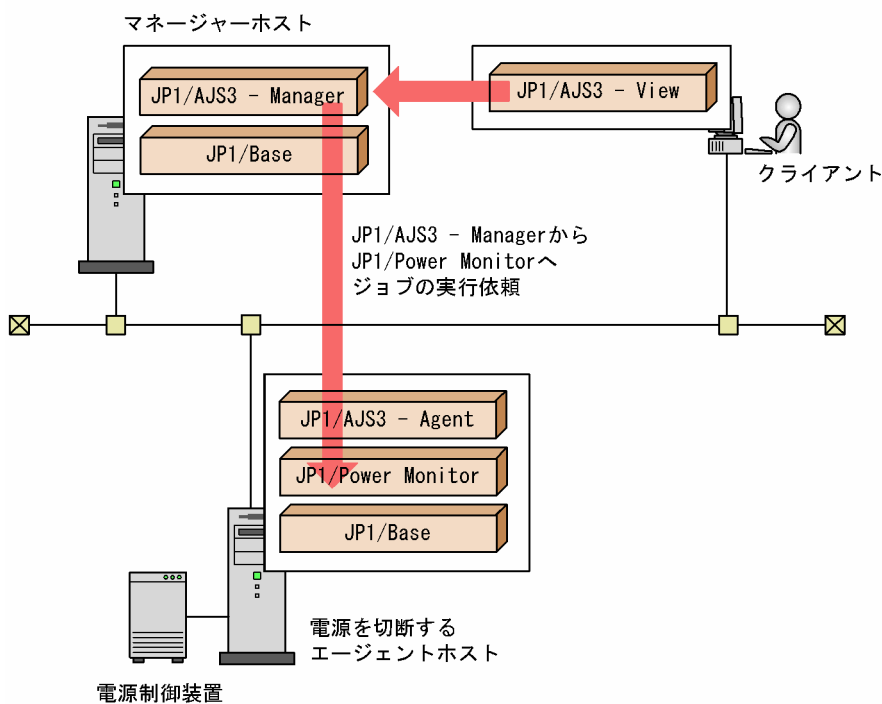 マネージャーホスト
JP1/AJS3 - Manager
JP1/Base
JP1/AJS3 - View
クライアント
JP1/AJS3 - Managerから
JP1/Power Monitorへ
ジョブの実行依頼
JP1/AJS3 - Agent
JP1/Power Monitor
JP1/Base
電源を切断する
エージェントホスト
電源制御装置